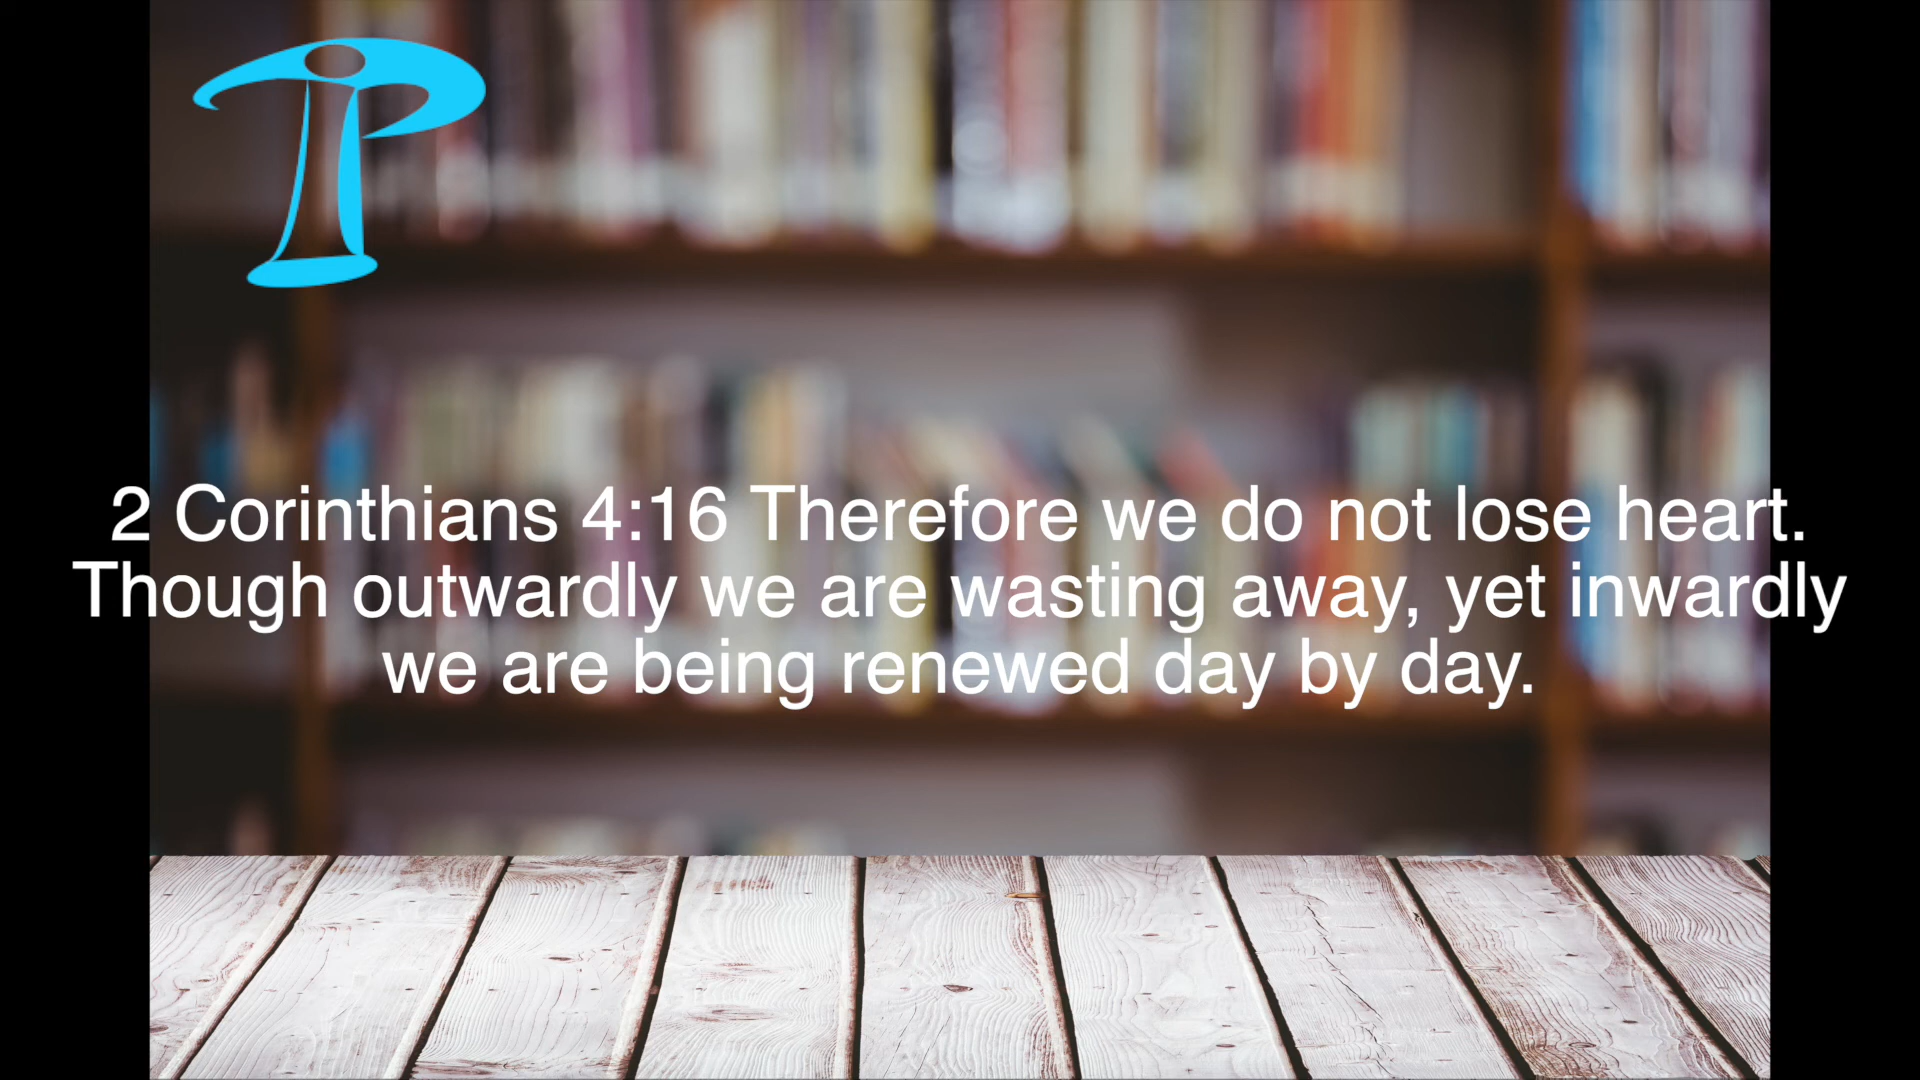 2 Corinthians 4:16 Therefore we do not lose heart.
Though outwardly we are wasting away, yet inwardly
we are being renewed day by day.